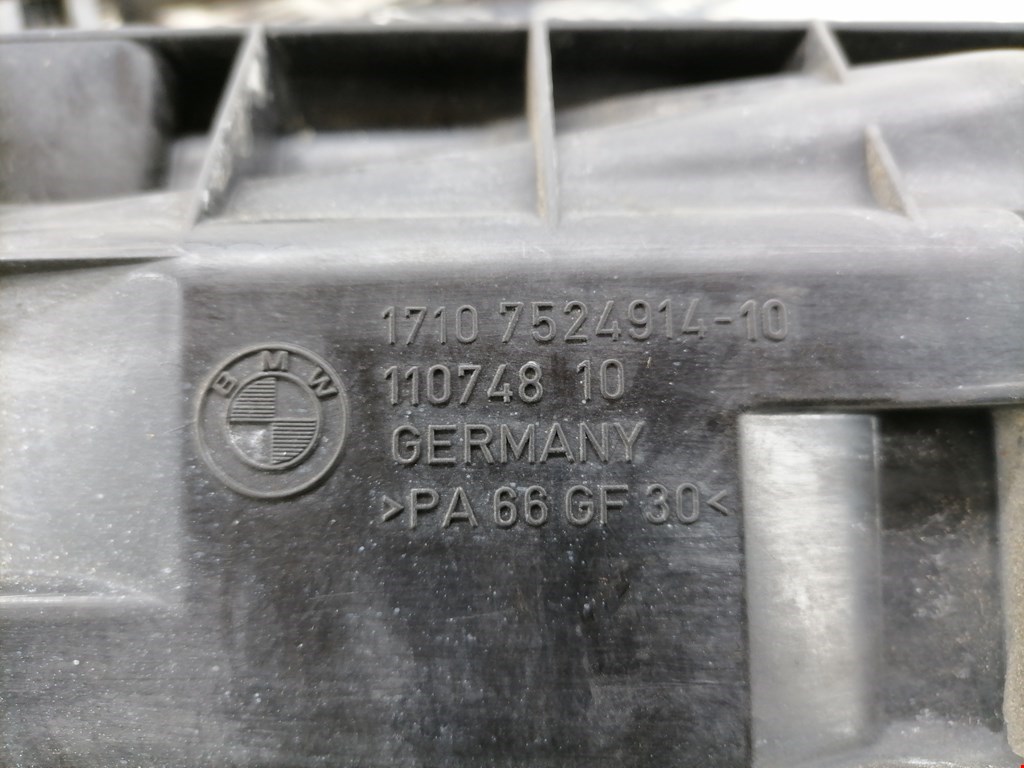 BMW
1710 7524914-10
110748 10
GERMANY
>PA 66 GF 30<